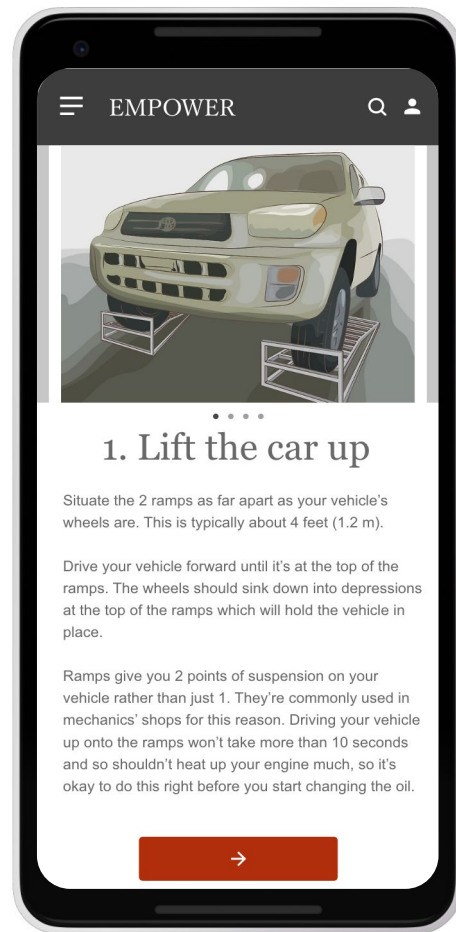 EMPOWER
1. Lift the car up
Situate the 2 ramps as far apart as your vehicle's
wheels are. This is typically about 4 feet (1.2 m).
Drive your vehicle forward until it's at the top of the
ramps. The wheels should sink down into depressions
at the top of the ramps which will hold the vehicle in
place.
Ramps give you 2 points of suspension on your
vehicle rather than just 1. They're commonly used in
mechanics' shops for this reason. Driving your vehicle
up onto the ramps won't take more than 10 seconds
and so shouldn't heat up your engine much, so it's
okay to do this right before you start changing the oil.